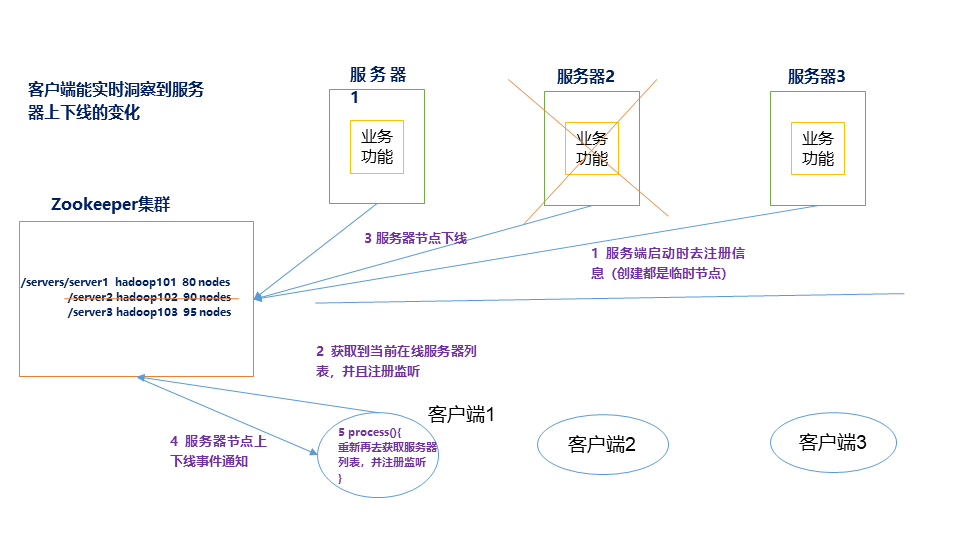 客户端能实时洞察到服务
器上下线的变化
服 务 器
1
服务器2
服务器3
业务
功能
业务
功能
业务
功能
Zookeeper集群
3 服务器节点下线
1 服务端启动时去注册信
息（创建都是临时节点）
/servers/server1 hadoop101 80 nodes
/server2 hadoop102 90 nodes
/server3 hadoop103 95 nodes
2 获取到当前在线服务器列
表，并且注册监听
客户端1
4 服务器节点上
下线事件通知
5 process(){
重新再去获取服务器
列表，并注册监听
}
客户端2
客户端3